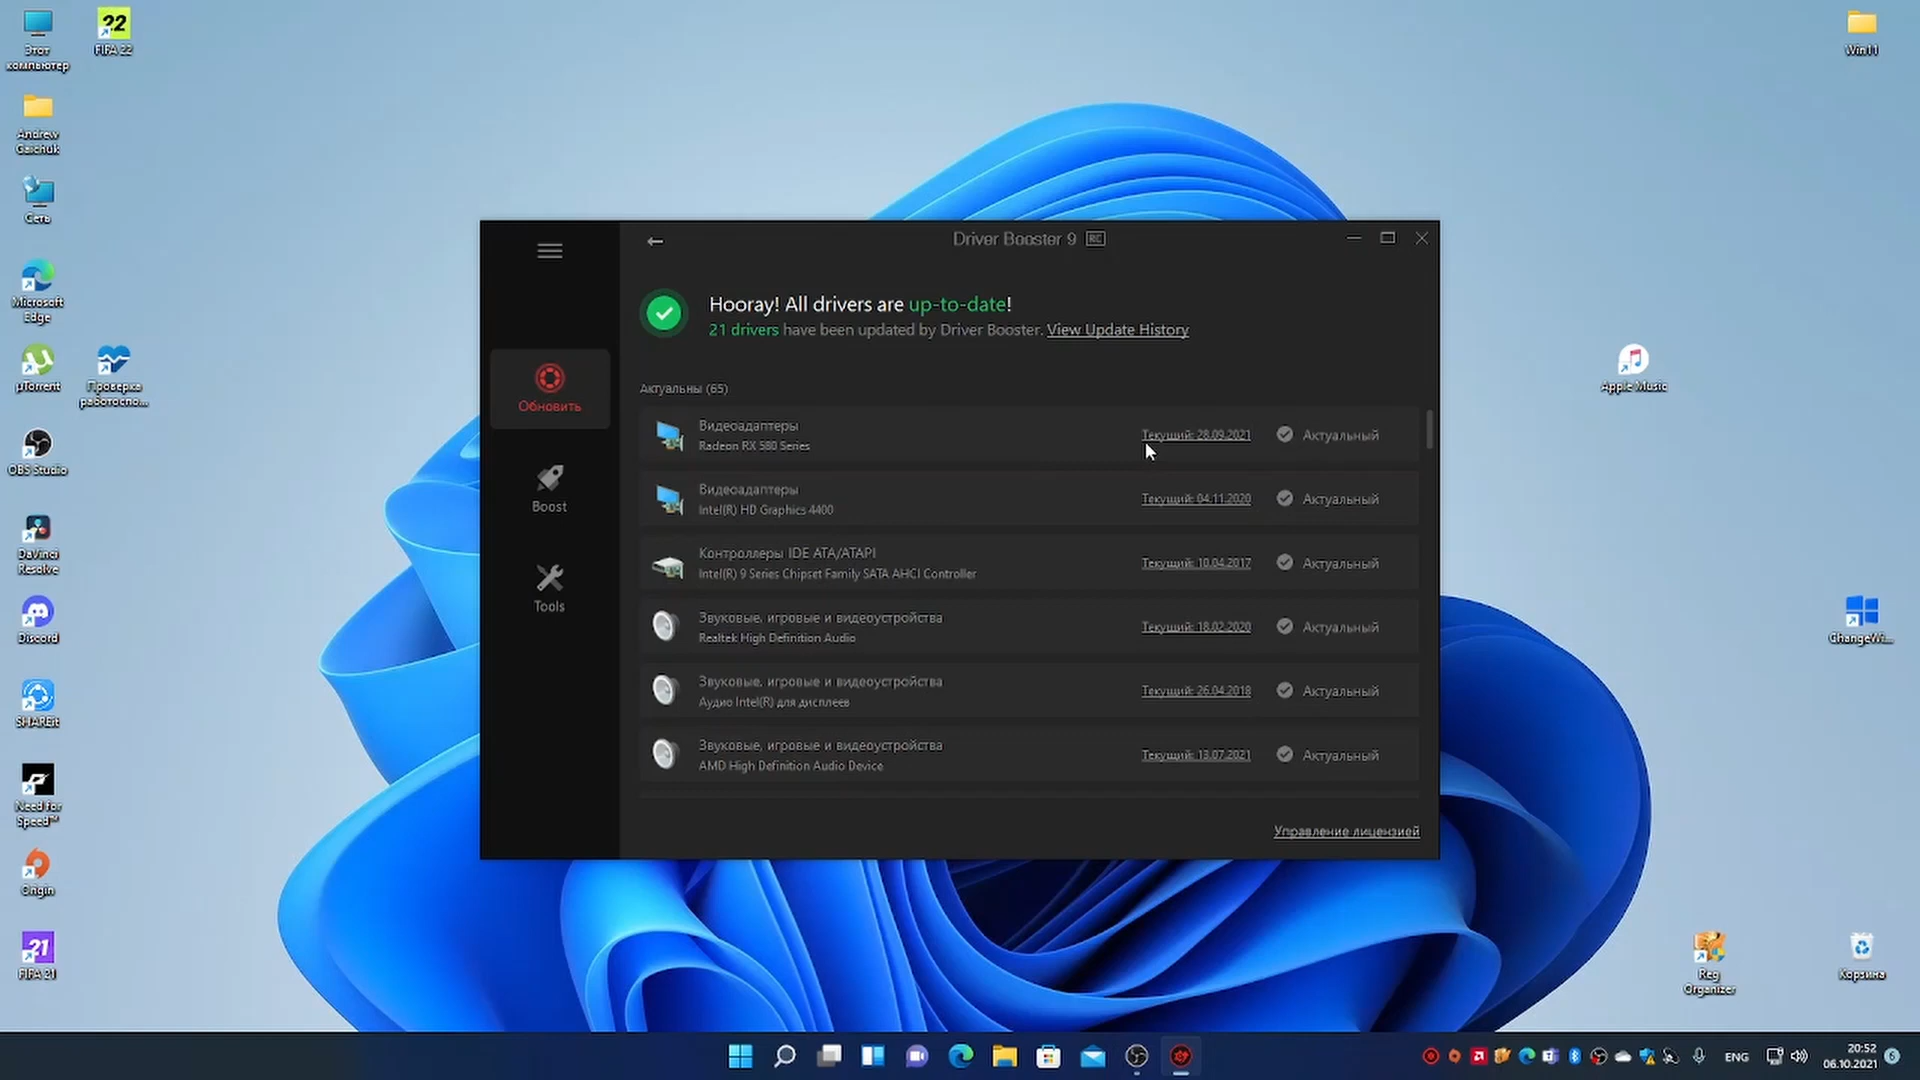 Этот
компьютер
22
FIFA 22
Andrew
Gaichuk
Сеть
Microsoft
Edge
µTorrent
Проверка
работоспо...
OBS Studio
DaVinci
Resolve
Discord
SHAREit
Need for
Speed™
Origin
21
FIFA 21
Win11
Apple Music
ChangeWi...
Reg
Organizer
Корзина
Driver Booster 9 RC
Hooray! All drivers are up-to-date!
21 drivers have been updated by Driver Booster. View Update History
Обновить
Boost
Tools
Актуальны (65)
Видеоадаптеры
Radeon RX 580 Series
Текущий: 28.09.2021
Актуальный
Видеоадаптеры
Intel(R) HD Graphics 4400
Текущий: 04.11.2020
Актуальный
Контроллеры IDE ATA/ATAPI
Intel(R) 9 Series Chipset Family SATA AHCI Controller
Текущий: 10.04.2017
Актуальный
Звуковые, игровые и видеоустройства
Realtek High Definition Audio
Текущий: 18.02.2020
Актуальный
Звуковые, игровые и видеоустройства
Аудио Intel(R) для дисплеев
Текущий: 26.04.2018
Актуальный
Звуковые, игровые и видеоустройства
AMD High Definition Audio Device
Текущий: 13.07.2021
Актуальный
Управление лицензией
ENG
20:52
06.10.2021
6